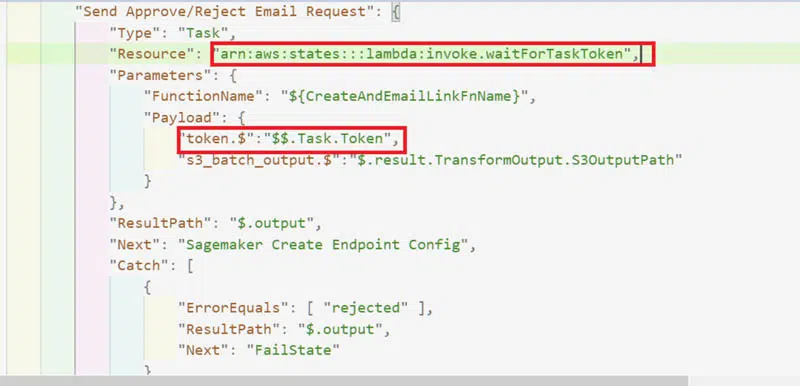 "Send Approve/Reject Email Request": {
"Type": "Task",
"Resource": "arn:aws:states:::lambda:invoke.waitForTaskToken",
"Parameters": {
"FunctionName": "${CreateAndEmailLinkFnName}",
"Payload": {
"token.$":"$$.Task.Token",
"s3_batch_output.$":"$.result.TransformOutput.S3OutputPath"
}
},
"ResultPath": "$.output",
"Next": "Sagemaker Create Endpoint Config",
"Catch": [
{
"ErrorEquals": [ "rejected" ],
"ResultPath": "$.output",
"Next": "FailState"
}